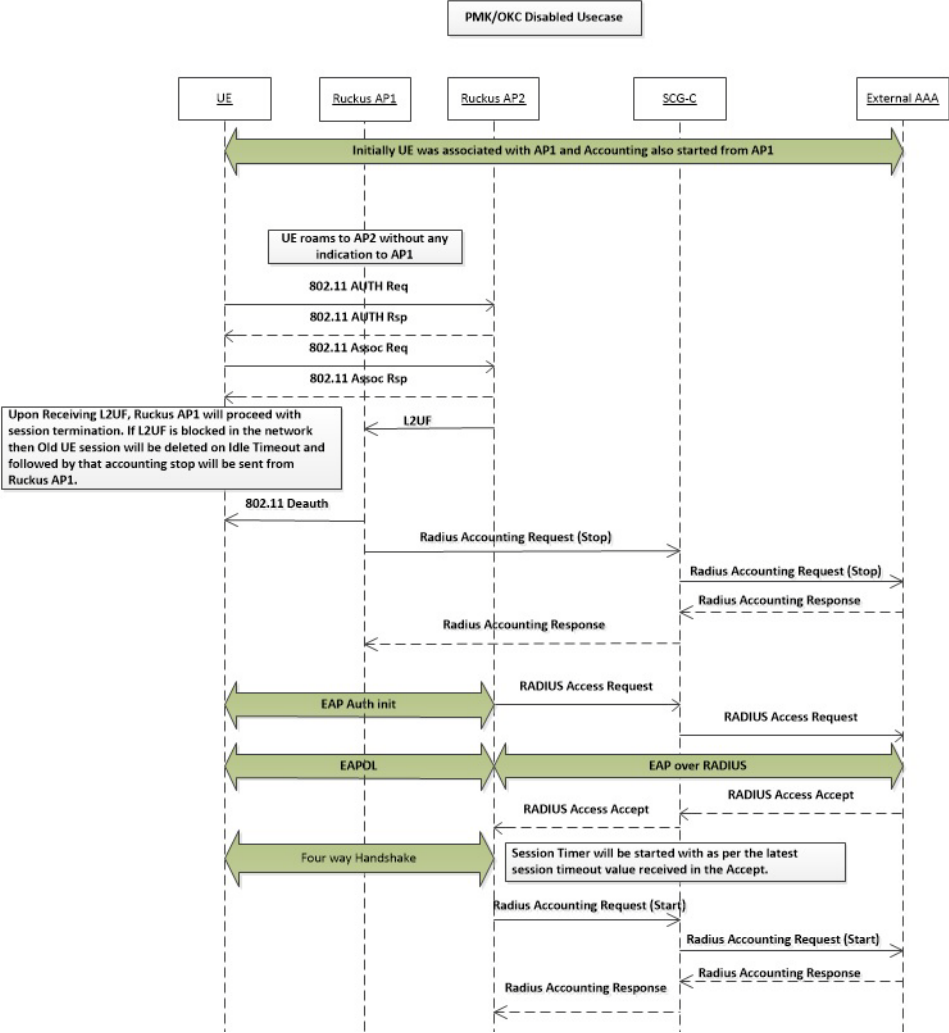 PMK/OKC Disabled Usecase
UE
Ruckus AP1
Ruckus AP2
SCG-C
External AAA
Initially UE was associated with AP1 and Accounting also started from AP1
UE roams to AP2 without any
indication to AP1
802.11 AUTH Req
802.11 AUTH Rsp
802.11 Assoc Req
802.11 Assoc Rsp
Upon Receiving L2UF, Ruckus AP1 will proceed with
session termination. If L2UF is blocked in the network
then Old UE session will be deleted on Idle Timeout and
followed by that accounting stop will be sent from
Ruckus AP1.
L2UF
802.11 Deauth
Radius Accounting Request (Stop)
Radius Accounting Request (Stop)
Radius Accounting Response
Radius Accounting Response
RADIUS Access Request
EAP Auth init
RADIUS Access Request
EAPOL
EAP over RADIUS
RADIUS Access Accept
RADIUS Access Accept
Four way Handshake
Session Timer will be started with as per the latest
session timeout value received in the Accept.
Radius Accounting Request (Start)
Radius Accounting Request (Start)
Radius Accounting Response
Radius Accounting Response